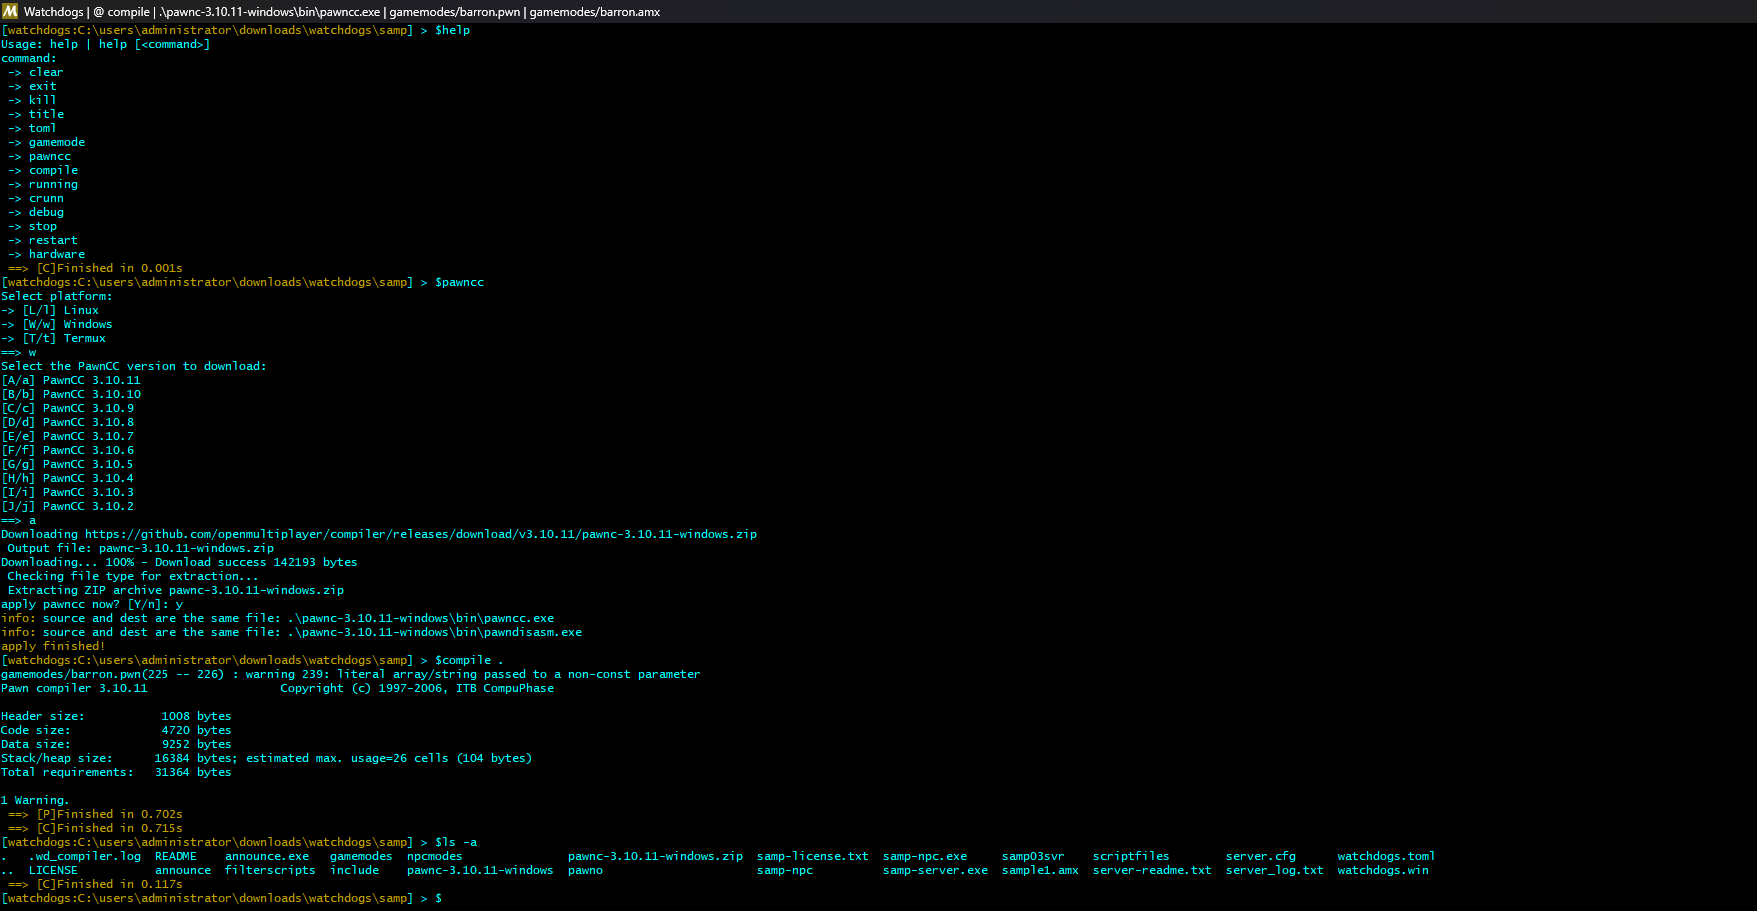 Watchdogs | @ compile | .\pawnc-3.10.11-windows\bin\pawncc.exe | gamemodes/barron.pwn | gamemodes/barron.amx
[watchdogs:C:\users\administrator\downloads\watchdogs\samp] > $help
Usage: help | help [<command>]
command:
 -> clear
 -> exit
 -> kill
 -> title
 -> toml
 -> gamemode
 -> pawncc
 -> compile
 -> running
 -> crunn
 -> debug
 -> stop
 -> restart
 -> hardware
 ==> [C]Finished in 0.001s
[watchdogs:C:\users\administrator\downloads\watchdogs\samp] > $pawncc
Select platform:
-> [L/l] Linux
-> [W/w] Windows
-> [T/t] Termux
==> w
Select the PawnCC version to download:
[A/a] PawnCC 3.10.11
[B/b] PawnCC 3.10.10
[C/c] PawnCC 3.10.9
[D/d] PawnCC 3.10.8
[E/e] PawnCC 3.10.7
[F/f] PawnCC 3.10.6
[G/g] PawnCC 3.10.5
[H/h] PawnCC 3.10.4
[I/i] PawnCC 3.10.3
[J/j] PawnCC 3.10.2
==> a
Downloading https://github.com/openmultiplayer/compiler/releases/download/v3.10.11/pawnc-3.10.11-windows.zip
 Output file: pawnc-3.10.11-windows.zip
Downloading... 100% - Download success 142193 bytes
 Checking file type for extraction...
 Extracting ZIP archive pawnc-3.10.11-windows.zip
apply pawncc now? [Y/n]: y
info: source and dest are the same file: .\pawnc-3.10.11-windows\bin\pawncc.exe
info: source and dest are the same file: .\pawnc-3.10.11-windows\bin\pawndisasm.exe
apply finished!
[watchdogs:C:\users\administrator\downloads\watchdogs\samp] > $compile .
gamemodes/barron.pwn(225 -- 226) : warning 239: literal array/string passed to a non-const parameter
Pawn compiler 3.10.11                   Copyright (c) 1997-2006, ITB CompuPhase
Header size:           1008 bytes
Code size:             4720 bytes
Data size:             9252 bytes
Stack/heap size:      16384 bytes; estimated max. usage=26 cells (104 bytes)
Total requirements:   31364 bytes
1 Warning.
 ==> [P]Finished in 0.702s
 ==> [C]Finished in 0.715s
[watchdogs:C:\users\administrator\downloads\watchdogs\samp] > $ls -a
.   .wd_compiler.log  README    announce.exe   gamemodes  npcmodes               pawnc-3.10.11-windows.zip  samp-license.txt  samp-npc.exe     samp03svr    scriptfiles        server.cfg      watchdogs.toml
..  LICENSE           announce  filterscripts  include    pawnc-3.10.11-windows  pawno                      samp-npc          samp-server.exe  sample1.amx  server-readme.txt  server_log.txt  watchdogs.win
 ==> [C]Finished in 0.117s
[watchdogs:C:\users\administrator\downloads\watchdogs\samp] > $